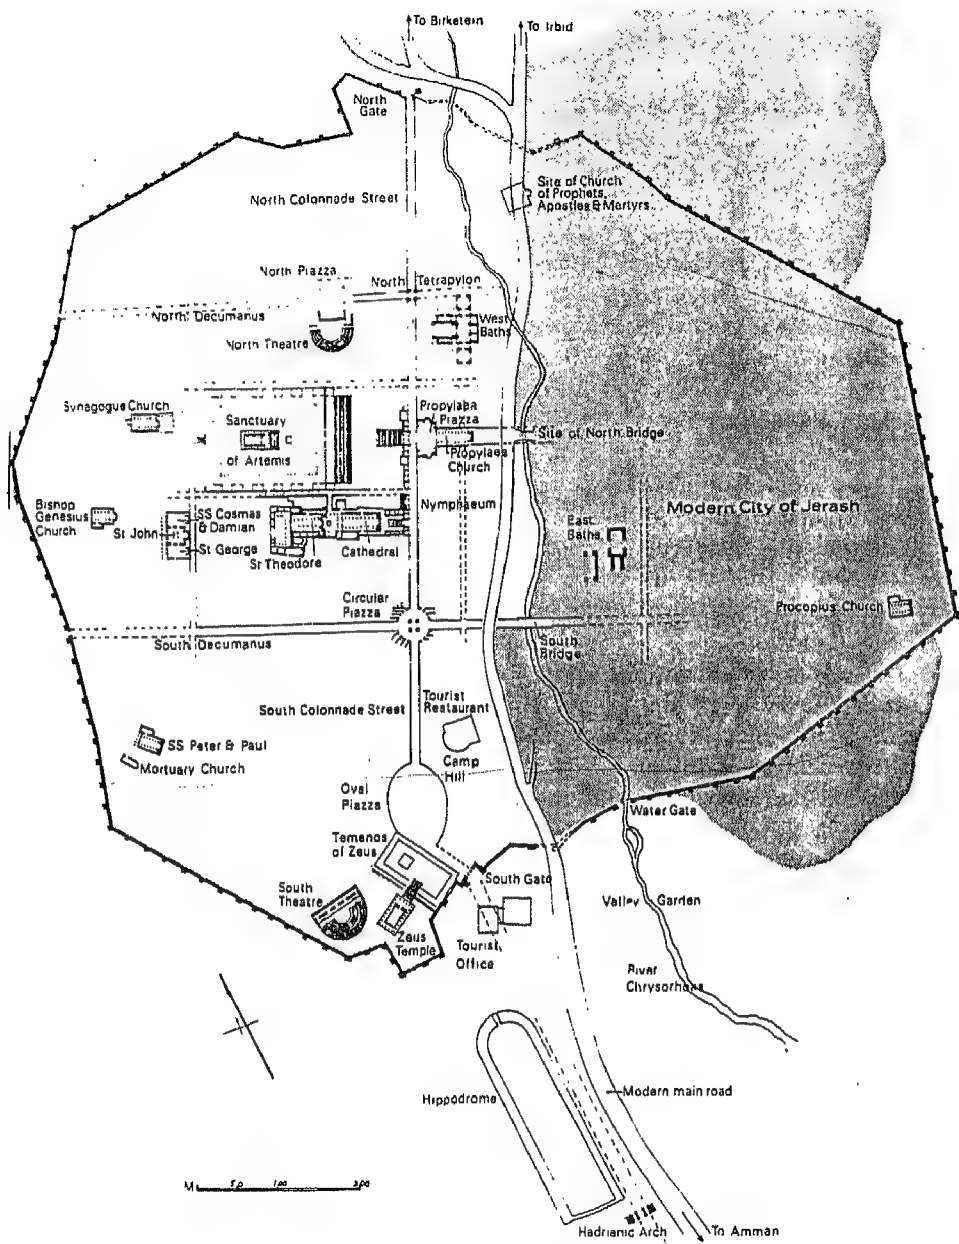 To Birketein
To Irbid
North
Gate
North Colonnade Street
Site of Church
of Prophets,
Apostles & Martyrs
North Piazza
North Tetrapylon
North Decumanus
West
Baths
North Theatre
Synagogue Church
Sanctuary
of Artemis
C
Propylaea
Piazza
Propylaea
Church
Site of North Bridge
Bishop
Genesius
Church
St John
SS Cosmas
& Damian
St George
St Theodore
Cathedral
Nymphaeum
East
Baths
Modern City of Jerash
Circular
Piazza
Procopius Church
South Decumanus
South
Bridge
South Colonnade Street
Tourist
Restaurant
SS Peter & Paul
Mortuary Church
Camp
Hill
Oval
Piazza
Water Gate
Temenos
of Zeus
South Gate
South
Theatre
Valley Garden
Zeus
Temple
Tourist
Office
River
Chrysorhoas
Hippodrome
Modern main road
M
50
100
200
Hadrianic Arch
To Amman